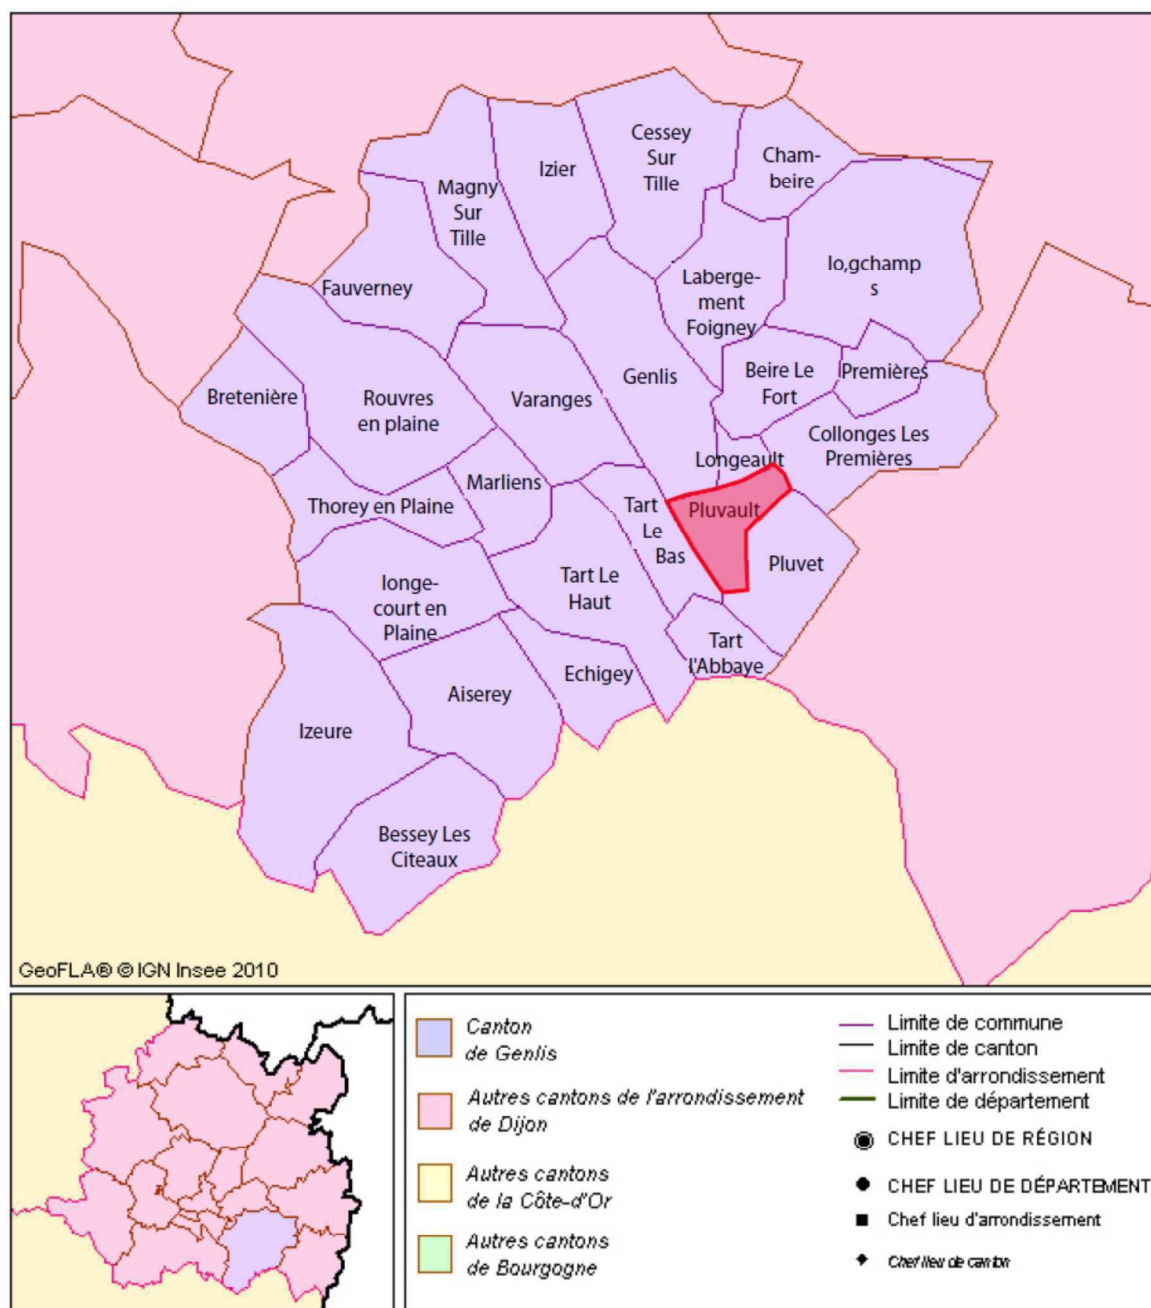 Cessey
Sur
Tille
Izier
Cham-
beire
Magny
Sur
Tille
Io,gchamp
s
Laberge-
ment
Foigney
Fauverney
Genlis
Beire Le
Fort
Premières
Bretenière
Rouvres
en plaine
Varanges
Collonges Les
Premières
Longeault
Marliens
Thorey en Plaine
Tart
Le
Bas
Pluvault
Pluvet
Tart Le
Haut
longe-
court en
Plaine
Tart
l'Abbaye
Echigey
Aiserey
Izeure
Bessey Les
Citeaux
GeoFLA® © IGN Insee 2010
Canton
de Genlis
Autres cantons de l'arrondissement
de Dijon
Autres cantons
de la Côte-d'Or
Autres cantons
de Bourgogne
Limite de commune
Limite de canton
Limite d'arrondissement
Limite de département
CHEF LIEU DE RÉGION
CHEF LIEU DE DÉPARTEMENT
Chef lieu d'arrondissement
Chef lieu de canton